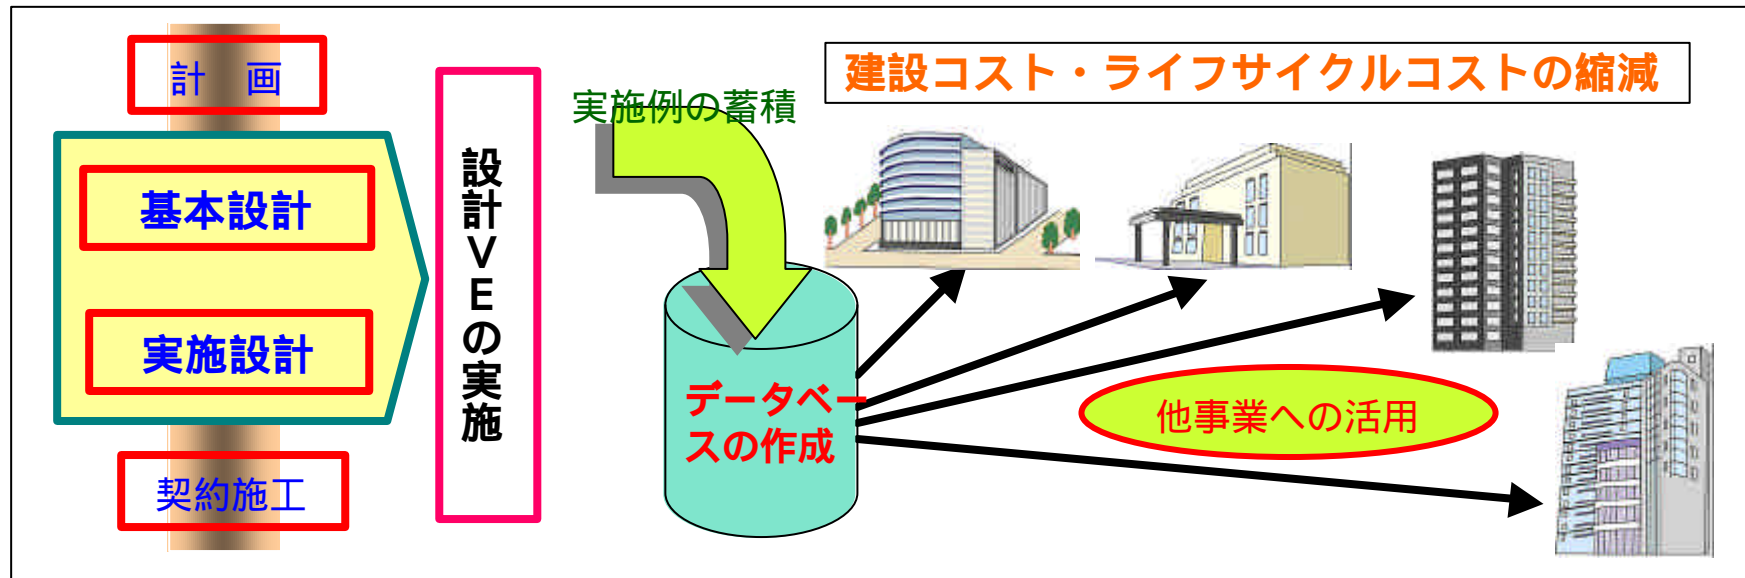 計　画
基本設計
実施設計
契約施工
設計ＶＥの実施
実施例の蓄積
データベー
スの作成
建設コスト・ライフサイクルコストの縮減
他事業への活用